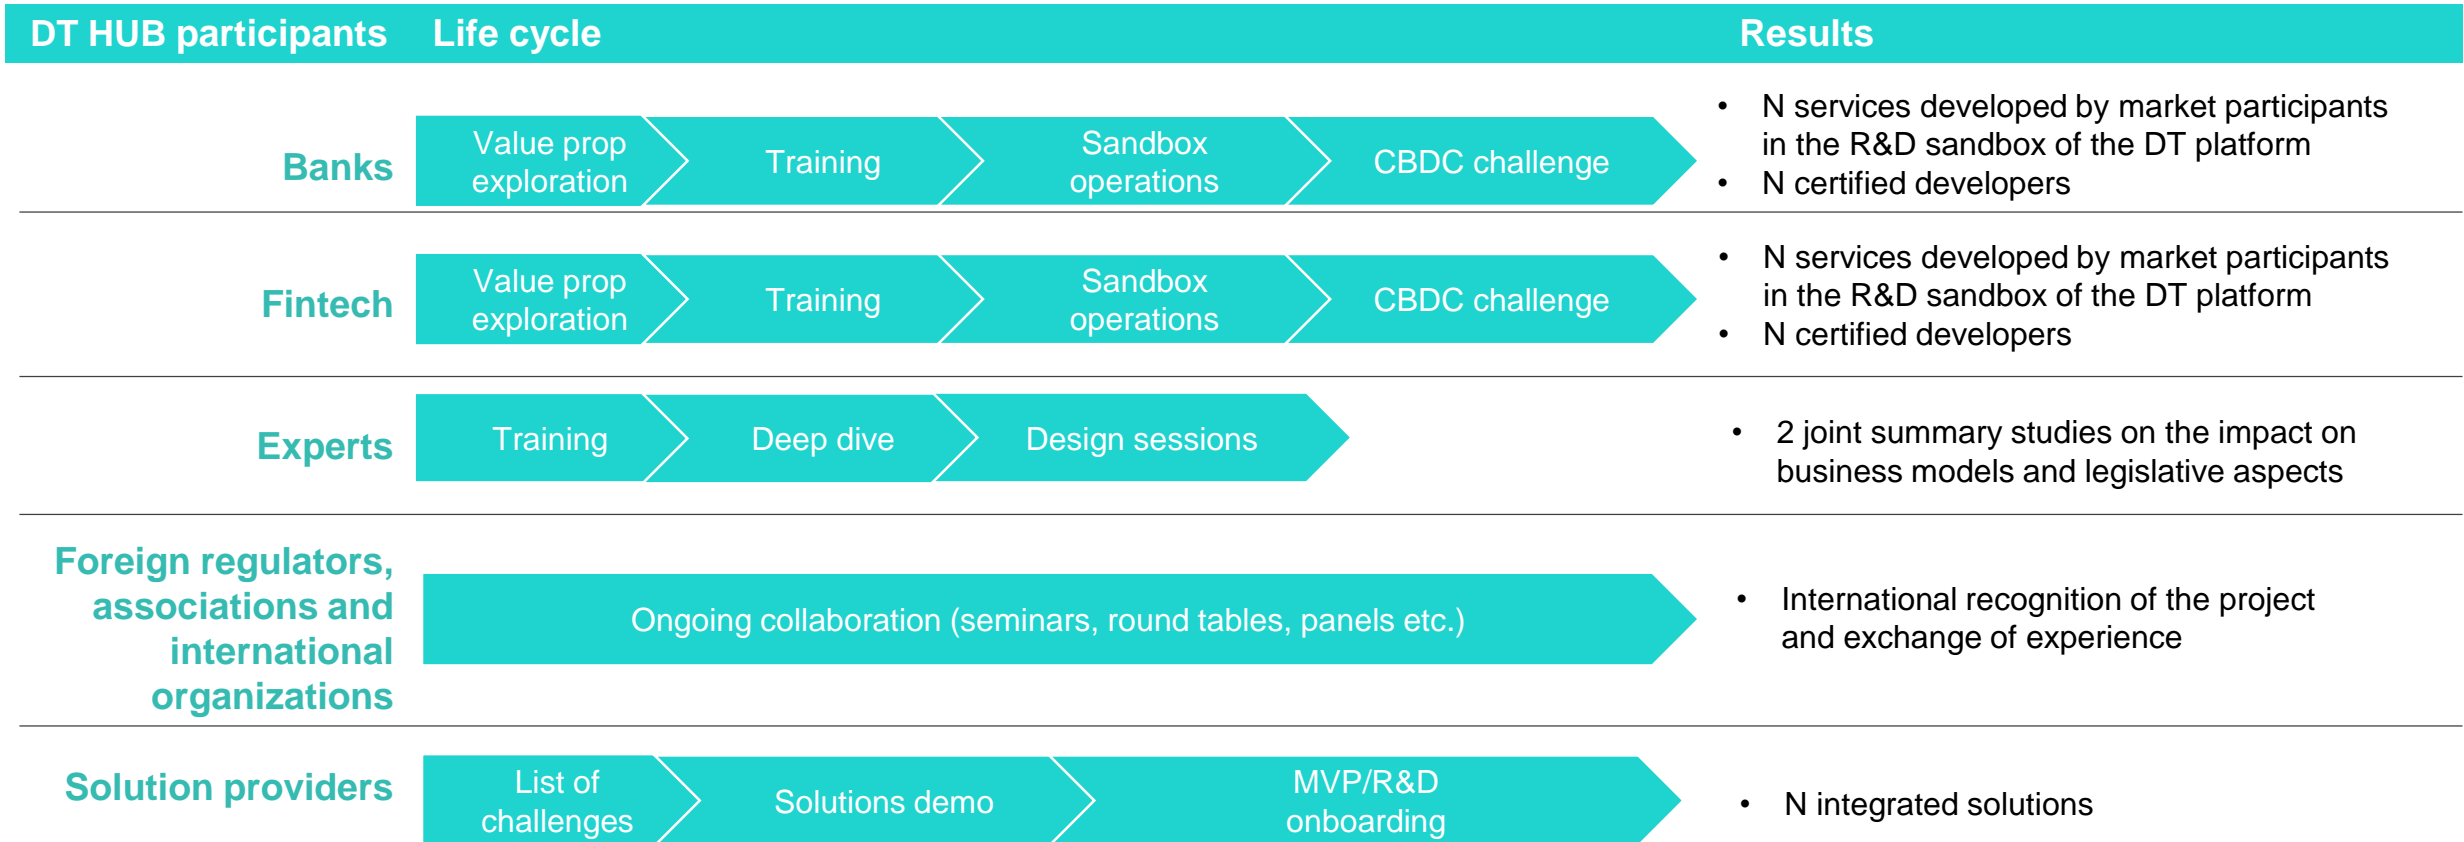 DT HUB participants Life cycle Results
Banks
Value prop
exploration
Training
Sandbox
operations
CBDC challenge
• N services developed by market participants
in the R&D sandbox of the DT platform
• N certified developers
Fintech
Value prop
exploration
Training
Sandbox
operations
CBDC challenge
• N services developed by market participants
in the R&D sandbox of the DT platform
• N certified developers
Experts
Training
Deep dive
Design sessions
• 2 joint summary studies on the impact on
business models and legislative aspects
Foreign regulators,
associations and
international
organizations
Ongoing collaboration (seminars, round tables, panels etc.)
• International recognition of the project
and exchange of experience
Solution providers
List of
challenges
Solutions demo
MVP/R&D
onboarding
• N integrated solutions